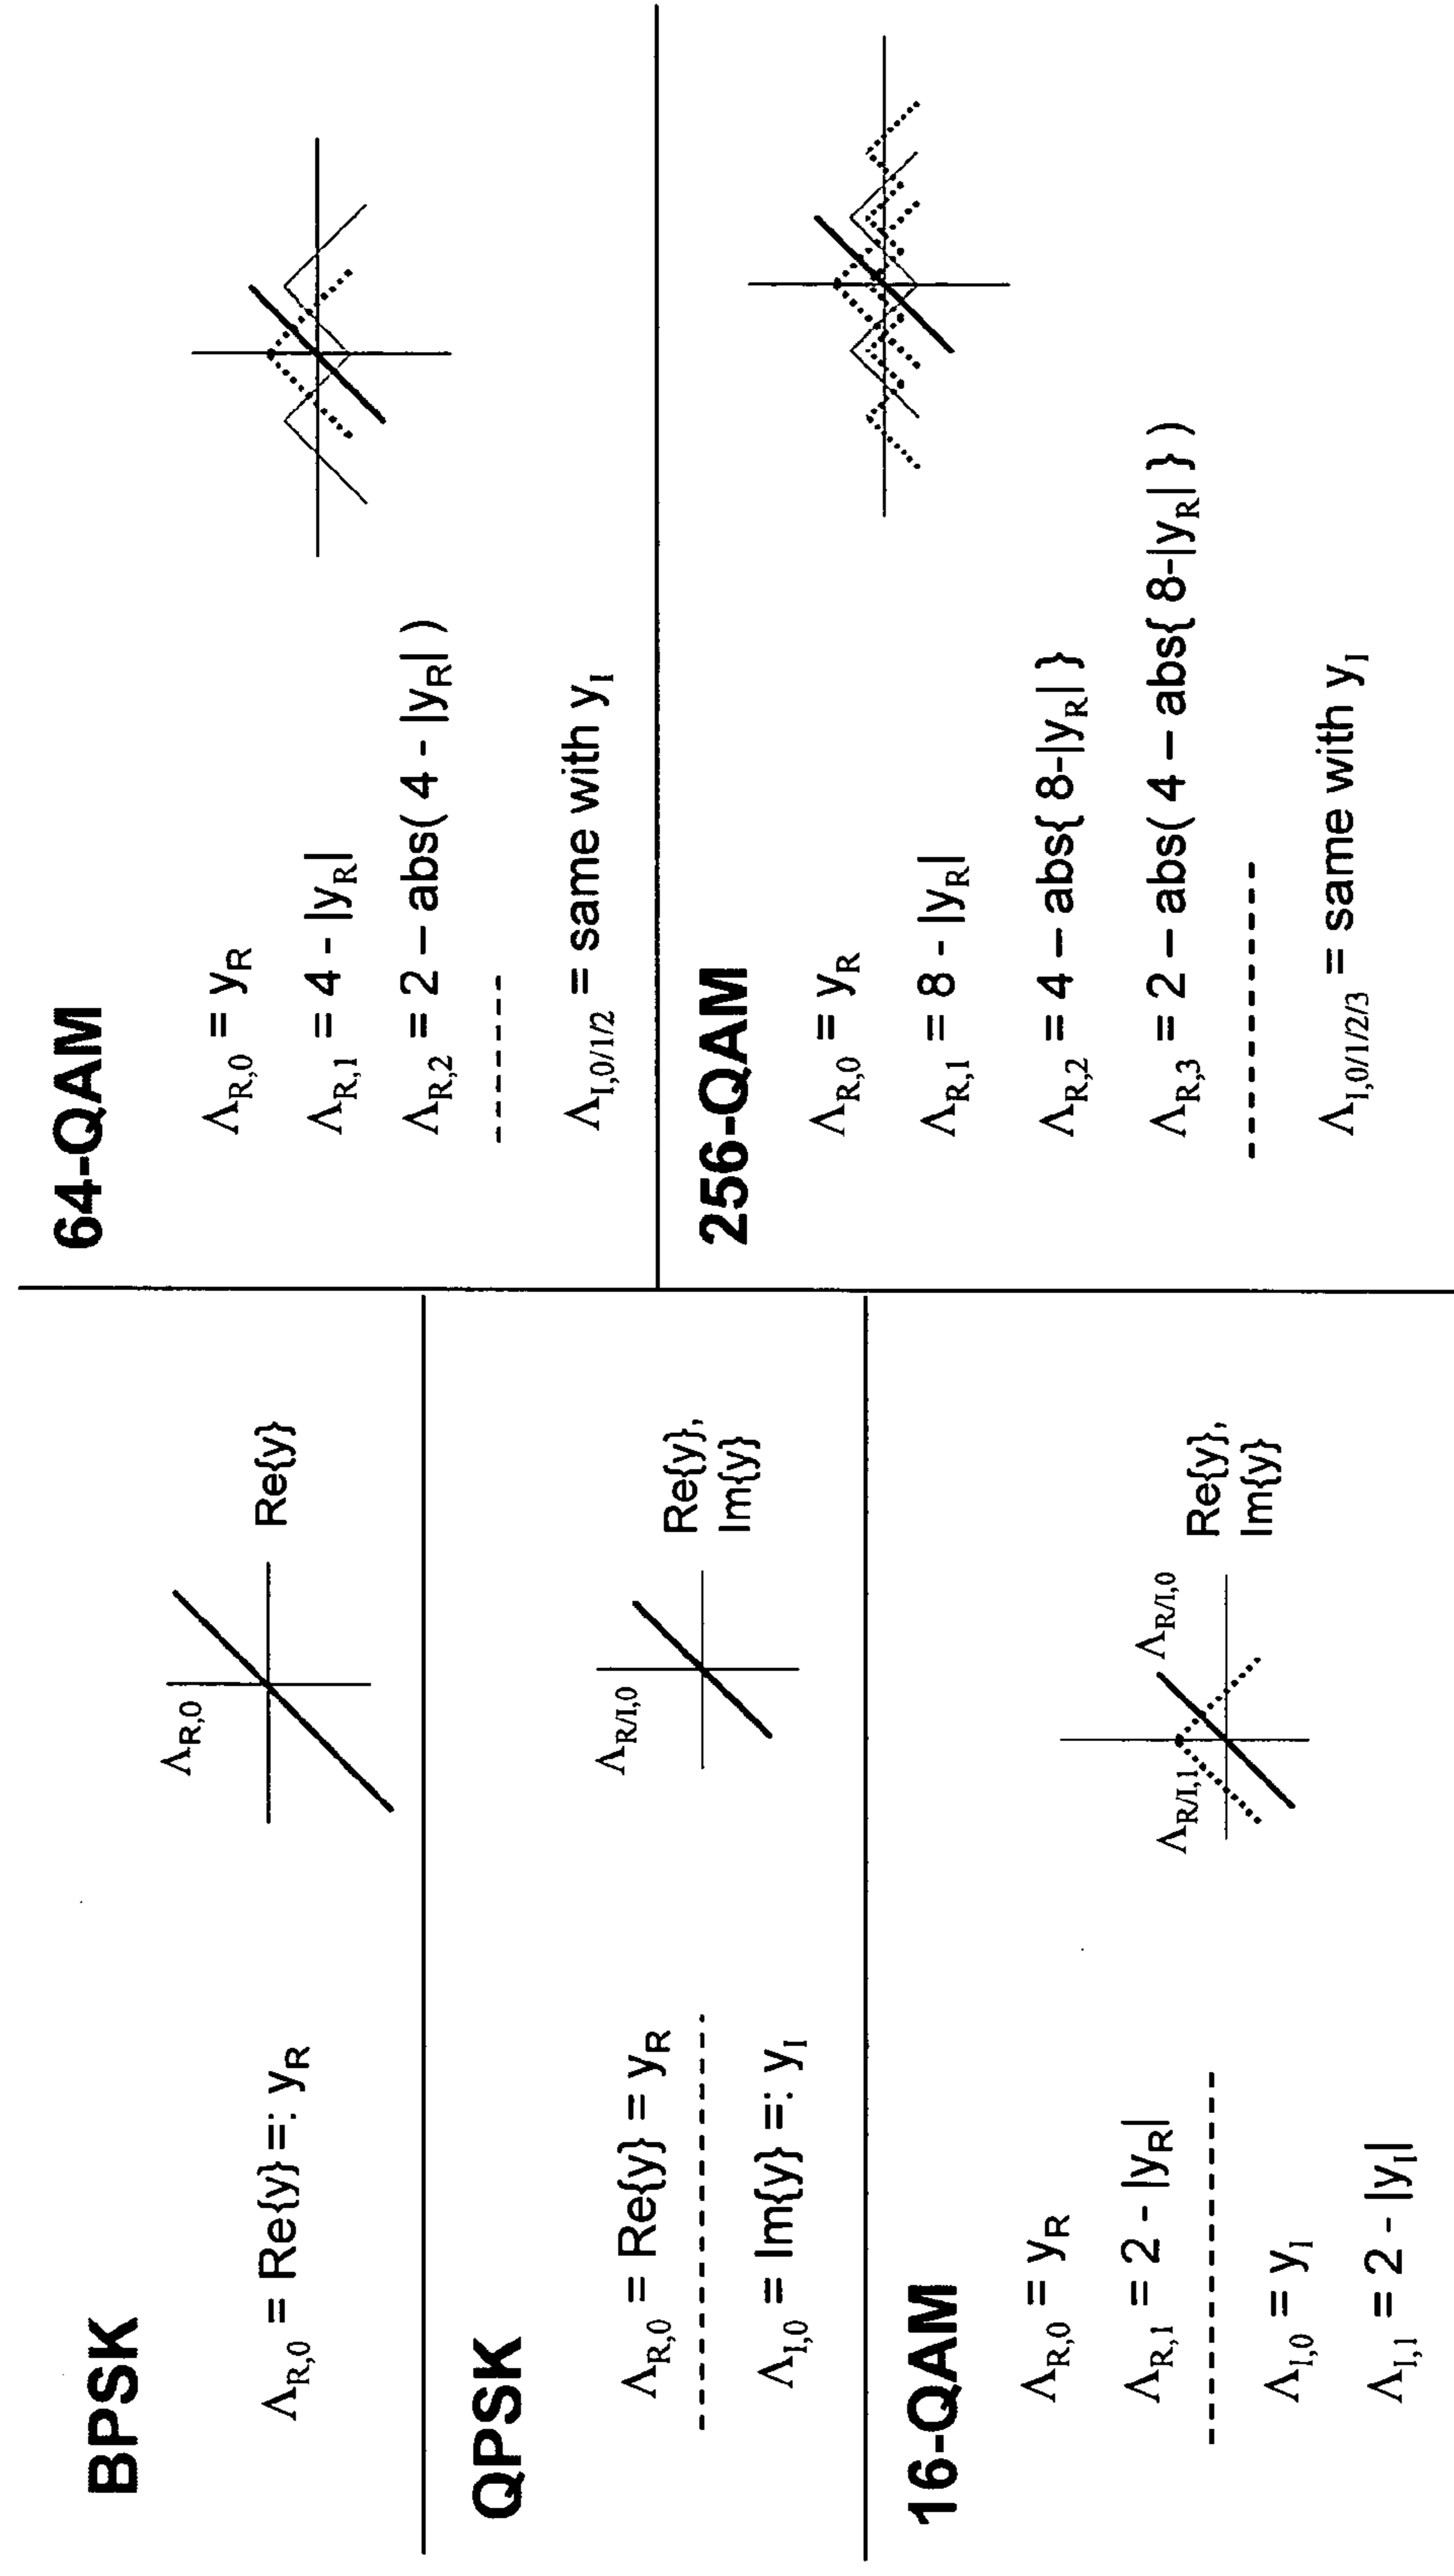 BPSK
Λ_R,0 = Re{y} =: y_R
Λ_R,0
Re{y}
QPSK
Λ_R,0 = Re{y} = y_R
Λ_I,0 = Im{y} =: y_I
Λ_R/I,0
Re{y},
Im{y}
16-QAM
Λ_R,0 = y_R
Λ_R,1 = 2 - |y_R|
Λ_I,0 = y_I
Λ_I,1 = 2 - |y_I|
Λ_R/I,1
Λ_R/I,0
Re{y},
Im{y}
64-QAM
Λ_R,0 = y_R
Λ_R,1 = 4 - |y_R|
Λ_R,2 = 2 – abs( 4 - |y_R| )
Λ_I,0/1/2 = same with y_I
256-QAM
Λ_R,0 = y_R
Λ_R,1 = 8 - |y_R|
Λ_R,2 = 4 – abs{ 8-|y_R| }
Λ_R,3 = 2 – abs( 4 – abs{ 8-|y_R| } )
Λ_I,0/1/2/3 = same with y_I